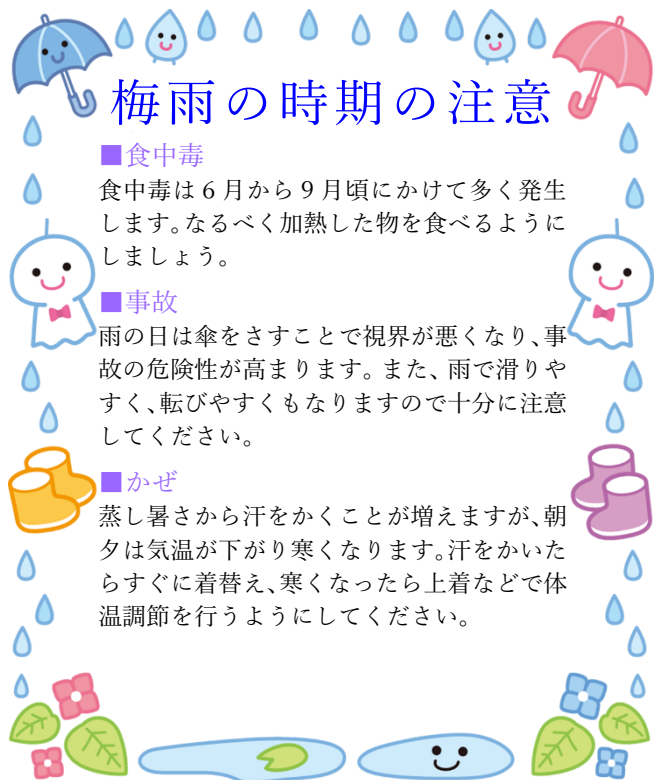 梅雨の時期の注意
■食中毒
食中毒は６月から９月頃にかけて多く発生
します。なるべく加熱した物を食べるように
しましょう。
■事故
雨の日は傘をさすことで視界が悪くなり、事
故の危険性が高まります。また、雨で滑りや
すく、転びやすくもなりますので十分に注意
してください。
■かぜ
蒸し暑さから汗をかくことが増えますが、朝
夕は気温が下がり寒くなります。汗をかいた
らすぐに着替え、寒くなったら上着などで体
温調節を行うようにしてください。